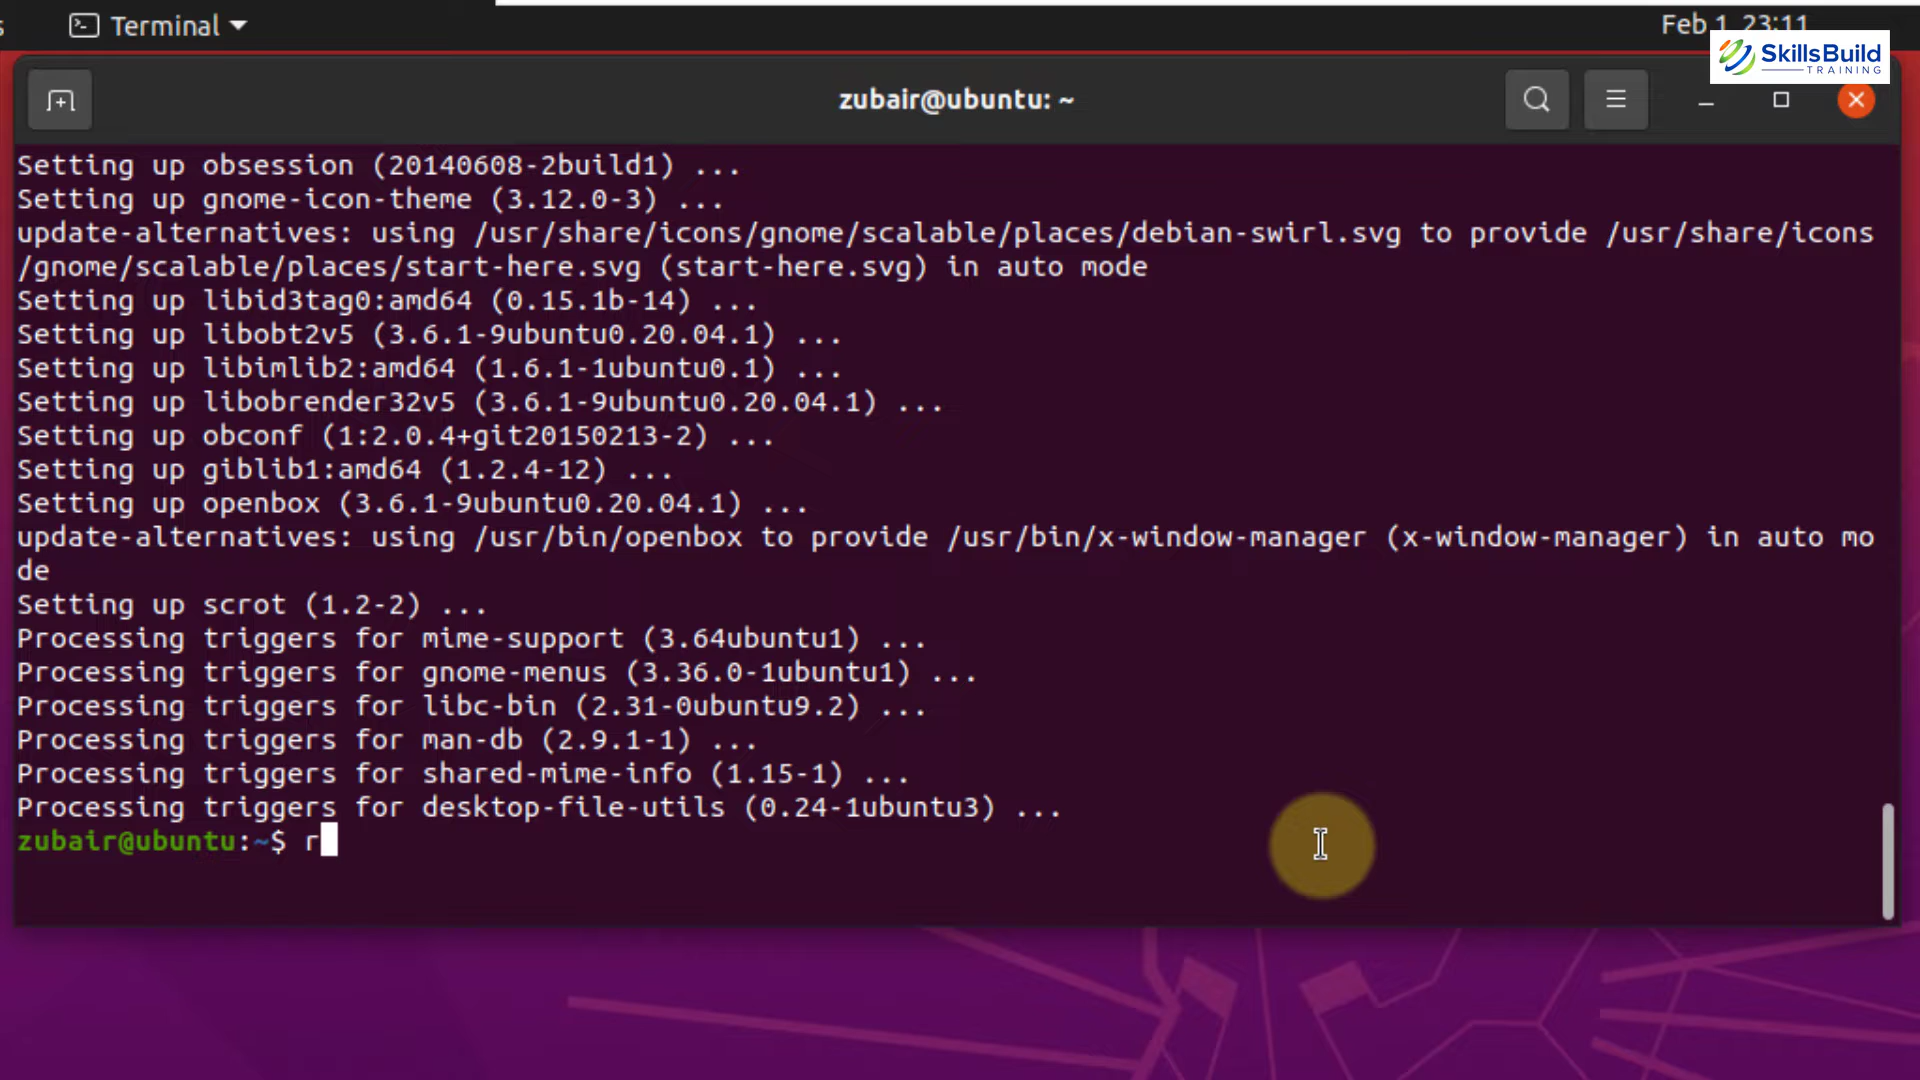 Terminal
Feb 1 23:11
SkillsBuild
TRAINING
zubair@ubuntu: ~
Setting up obsession (20140608-2build1) ...
Setting up gnome-icon-theme (3.12.0-3) ...
update-alternatives: using /usr/share/icons/gnome/scalable/places/debian-swirl.svg to provide /usr/share/icons
/gnome/scalable/places/start-here.svg (start-here.svg) in auto mode
Setting up libid3tag0:amd64 (0.15.1b-14) ...
Setting up libobt2v5 (3.6.1-9ubuntu0.20.04.1) ...
Setting up libimlib2:amd64 (1.6.1-1ubuntu0.1) ...
Setting up libobrender32v5 (3.6.1-9ubuntu0.20.04.1) ...
Setting up obconf (1:2.0.4+git20150213-2) ...
Setting up giblib1:amd64 (1.2.4-12) ...
Setting up openbox (3.6.1-9ubuntu0.20.04.1) ...
update-alternatives: using /usr/bin/openbox to provide /usr/bin/x-window-manager (x-window-manager) in auto mo
de
Setting up scrot (1.2-2) ...
Processing triggers for mime-support (3.64ubuntu1) ...
Processing triggers for gnome-menus (3.36.0-1ubuntu1) ...
Processing triggers for libc-bin (2.31-0ubuntu9.2) ...
Processing triggers for man-db (2.9.1-1) ...
Processing triggers for shared-mime-info (1.15-1) ...
Processing triggers for desktop-file-utils (0.24-1ubuntu3) ...
zubair@ubuntu:~$ r